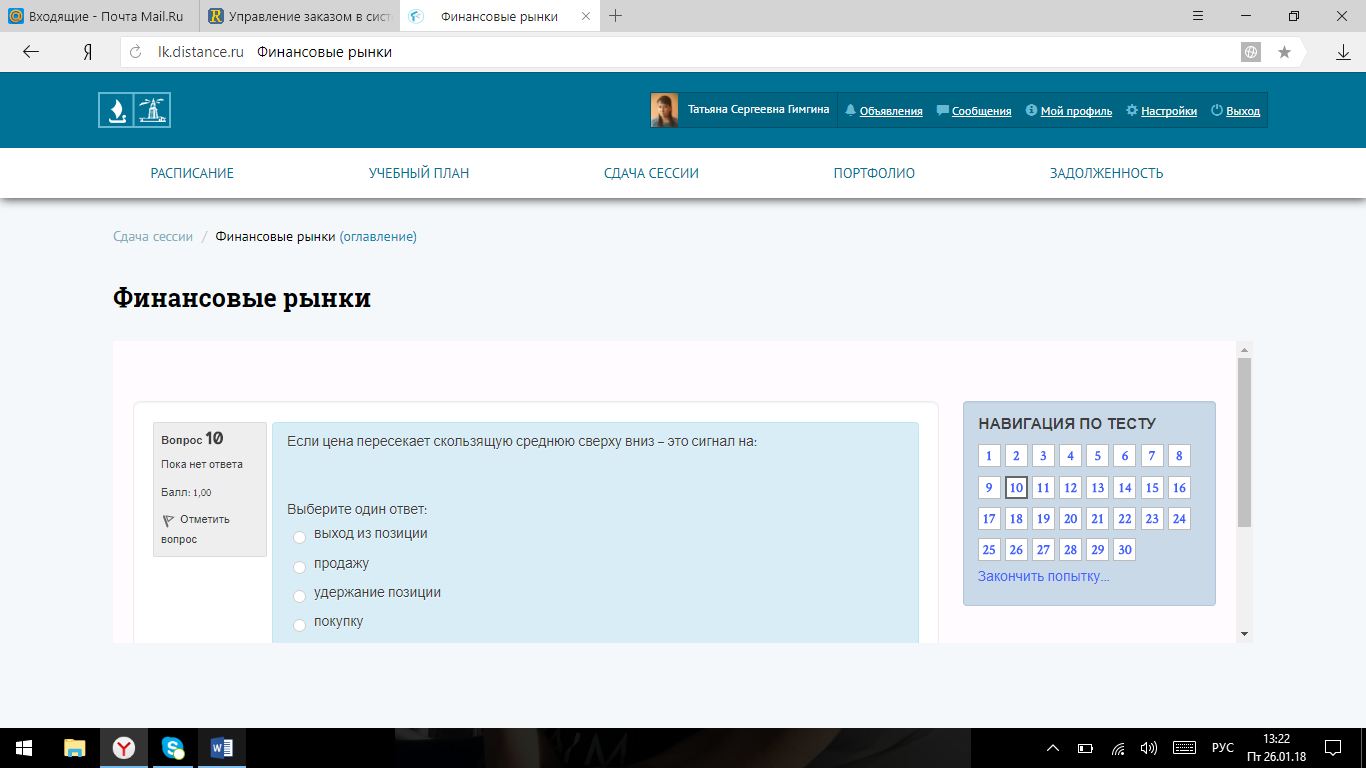 Входящие - Почта Mail.Ru
Управление заказом в сист
Финансовые рынки
lk.distance.ru Финансовые рынки
Татьяна Сергеевна Гимгина
Объявления
Сообщения
Мой профиль
Настройки
Выход
РАСПИСАНИЕ
УЧЕБНЫЙ ПЛАН
СДАЧА СЕССИИ
ПОРТФОЛИО
ЗАДОЛЖЕННОСТЬ
Сдача сессии / Финансовые рынки (оглавление)
Финансовые рынки
Вопрос 10
Пока нет ответа
Балл: 1,00
Отметить
вопрос
Если цена пересекает скользящую среднюю сверху вниз – это сигнал на:
Выберите один ответ:
выход из позиции
продажу
удержание позиции
покупку
НАВИГАЦИЯ ПО ТЕСТУ
1 2 3 4 5 6 7 8
9 10 11 12 13 14 15 16
17 18 19 20 21 22 23 24
25 26 27 28 29 30
Закончить попытку...
РУС
13:22
Пт 26.01.18